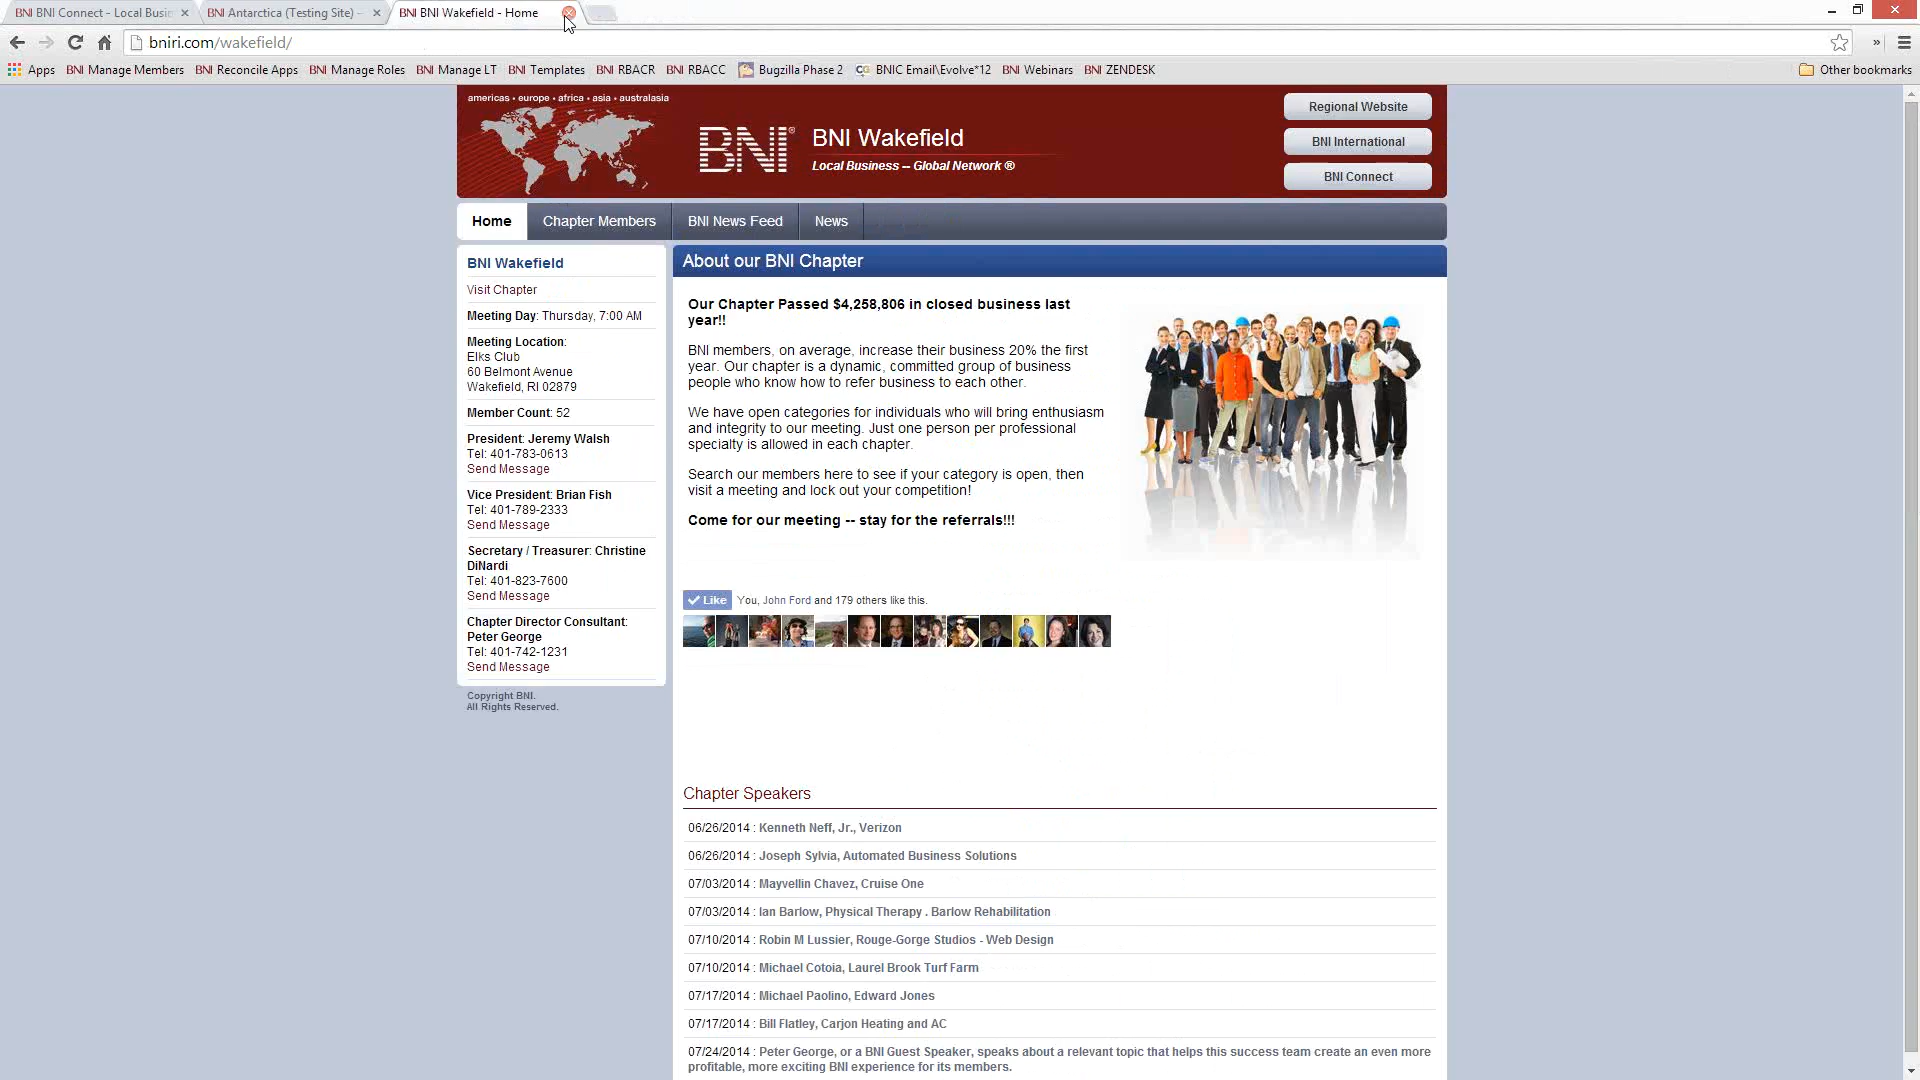 BNI BNI Connect - Local Busin
BNI Antarctica (Testing Site) -
BNI BNI Wakefield - Home
bniri.com/wakefield/
Apps
BNI Manage Members
BNI Reconcile Apps
BNI Manage Roles
BNI Manage LT
BNI Templates
BNI RBACR
BNI RBACC
Bugzilla Phase 2
BNIC Email\Evolve*12
BNI Webinars
BNI ZENDESK
Other bookmarks
americas • europe • africa • asia • australasia
BNI®
BNI Wakefield
Local Business -- Global Network ®
Regional Website
BNI International
BNI Connect
Home
Chapter Members
BNI News Feed
News
BNI Wakefield
Visit Chapter
Meeting Day: Thursday, 7:00 AM
Meeting Location:
Elks Club
60 Belmont Avenue
Wakefield, RI 02879
Member Count: 52
President: Jeremy Walsh
Tel: 401-783-0613
Send Message
Vice President: Brian Fish
Tel: 401-789-2333
Send Message
Secretary / Treasurer: Christine
DiNardi
Tel: 401-823-7600
Send Message
Chapter Director Consultant:
Peter George
Tel: 401-742-1231
Send Message
Copyright BNI.
All Rights Reserved.
About our BNI Chapter
Our Chapter Passed $4,258,806 in closed business last
year!!
BNI members, on average, increase their business 20% the first
year. Our chapter is a dynamic, committed group of business
people who know how to refer business to each other.
We have open categories for individuals who will bring enthusiasm
and integrity to our meeting. Just one person per professional
specialty is allowed in each chapter.
Search our members here to see if your category is open, then
visit a meeting and lock out your competition!
Come for our meeting -- stay for the referrals!!!
Like
You, John Ford and 179 others like this.
Chapter Speakers
06/26/2014 : Kenneth Neff, Jr., Verizon
06/26/2014 : Joseph Sylvia, Automated Business Solutions
07/03/2014 : Mayvellin Chavez, Cruise One
07/03/2014 : Ian Barlow, Physical Therapy . Barlow Rehabilitation
07/10/2014 : Robin M Lussier, Rouge-Gorge Studios - Web Design
07/10/2014 : Michael Cotoia, Laurel Brook Turf Farm
07/17/2014 : Michael Paolino, Edward Jones
07/17/2014 : Bill Flatley, Carjon Heating and AC
07/24/2014 : Peter George, or a BNI Guest Speaker, speaks about a relevant topic that helps this success team create an even more
profitable, more exciting BNI experience for its members.